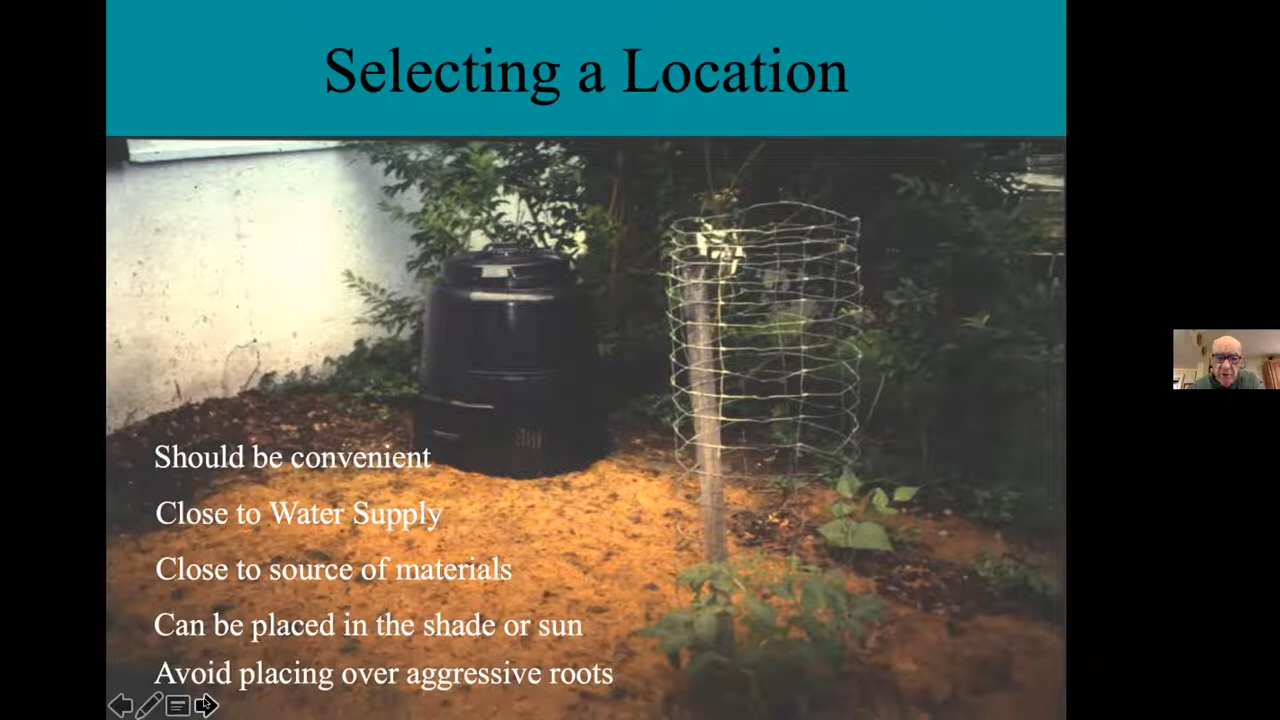 Selecting a Location
Should be convenient
Close to Water Supply
Close to source of materials
Can be placed in the shade or sun
Avoid placing over aggressive roots